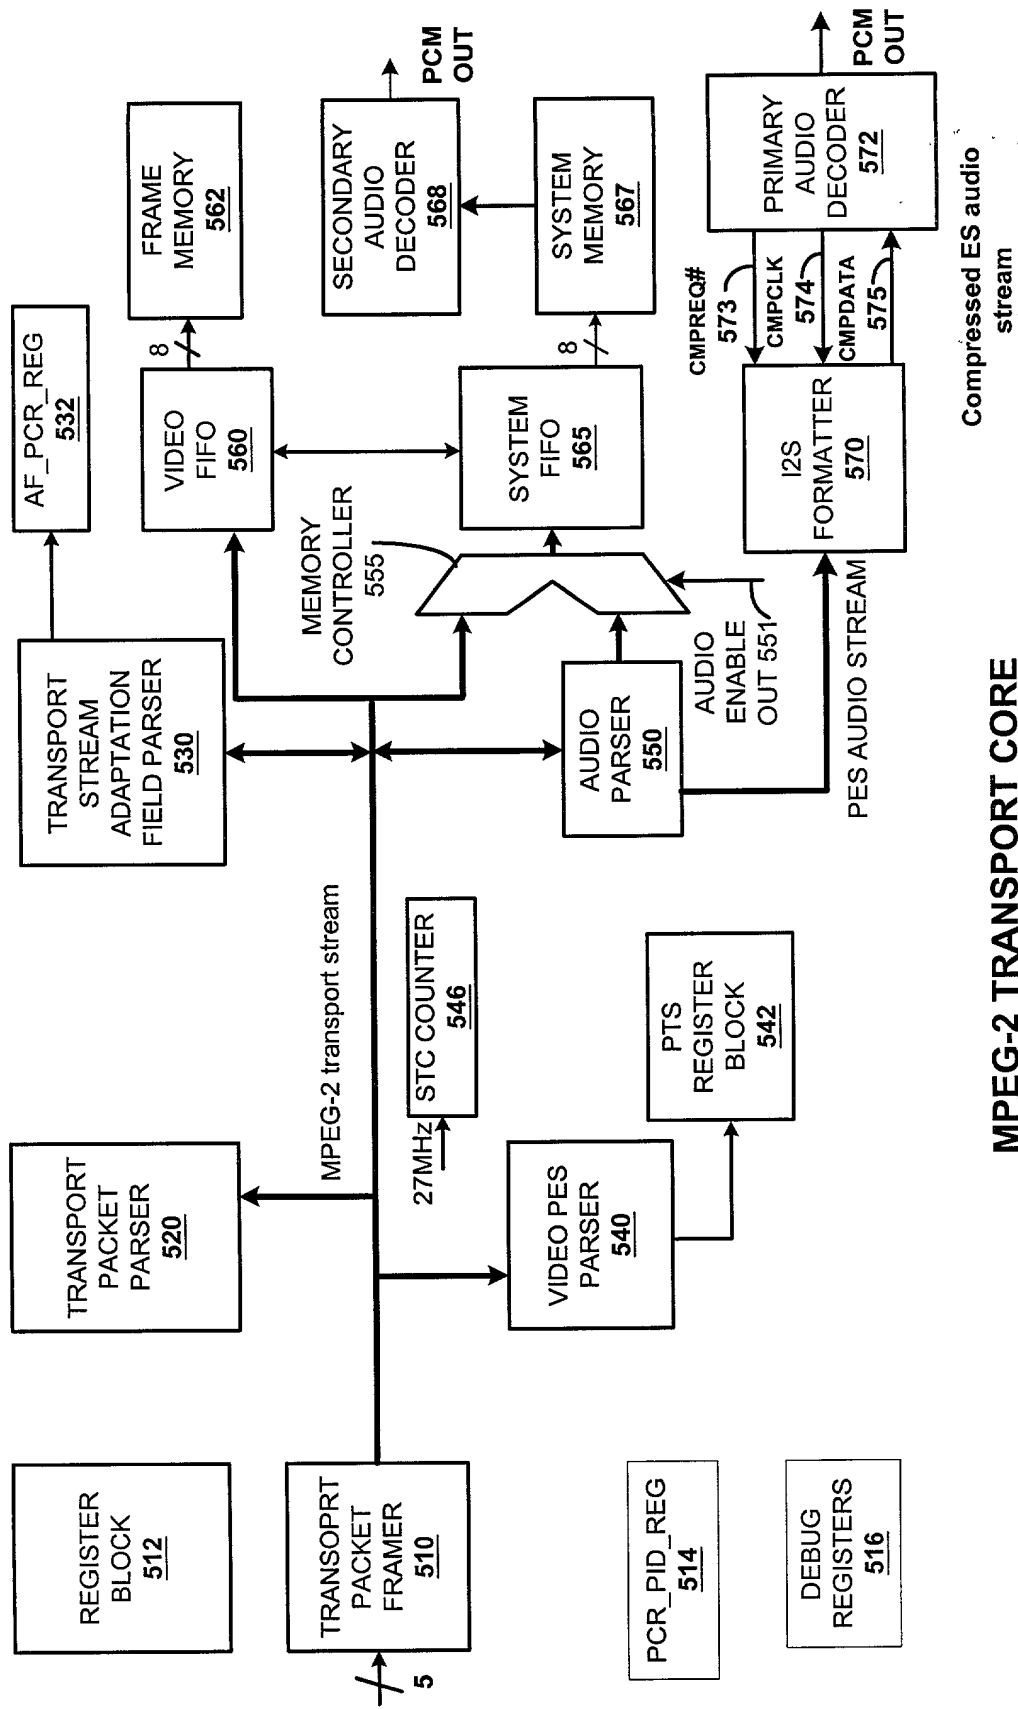 REGISTER
BLOCK
512
TRANSOPRT
PACKET
FRAMER
510
5
PCR_PID_REG
514
DEBUG
REGISTERS
516
TRANSPORT
PACKET
PARSER
520
MPEG-2 transport stream
27MHz
STC COUNTER
546
VIDEO PES
PARSER
540
PTS
REGISTER
BLOCK
542
TRANSPORT
STREAM
ADAPTATION
FIELD PARSER
530
AF_PCR_REG
532
VIDEO
FIFO
560
8
FRAME
MEMORY
562
MEMORY
CONTROLLER
555
SYSTEM
FIFO
565
8
SYSTEM
MEMORY
567
SECONDARY
AUDIO
DECODER
568
PCM
OUT
AUDIO
PARSER
550
AUDIO
ENABLE
OUT 551
PES AUDIO STREAM
I2S
FORMATTER
570
CMPREQ#
573
CMPCLK
574
CMPDATA
575
PRIMARY
AUDIO
DECODER
572
PCM
OUT
Compressed ES audio
stream
MPEG-2 TRANSPORT CORE